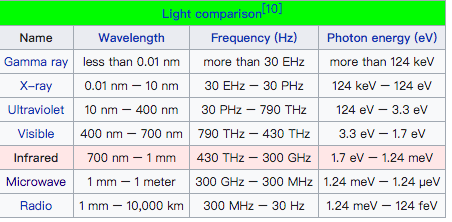 Light comparison[10]
Name Wavelength Frequency (Hz) Photon energy (eV)
Gamma ray less than 0.01 nm more than 30 EHz more than 124 keV
X–ray 0.01 nm – 10 nm 30 EHz – 30 PHz 124 keV – 124 eV
Ultraviolet 10 nm – 400 nm 30 PHz – 790 THz 124 eV – 3.3 eV
Visible 400 nm – 700 nm 790 THz – 430 THz 3.3 eV – 1.7 eV
Infrared 700 nm – 1 mm 430 THz – 300 GHz 1.7 eV – 1.24 meV
Microwave 1 mm – 1 meter 300 GHz – 300 MHz 1.24 meV – 1.24 μeV
Radio 1 mm – 10,000 km 300 MHz – 30 Hz 1.24 meV – 124 feV